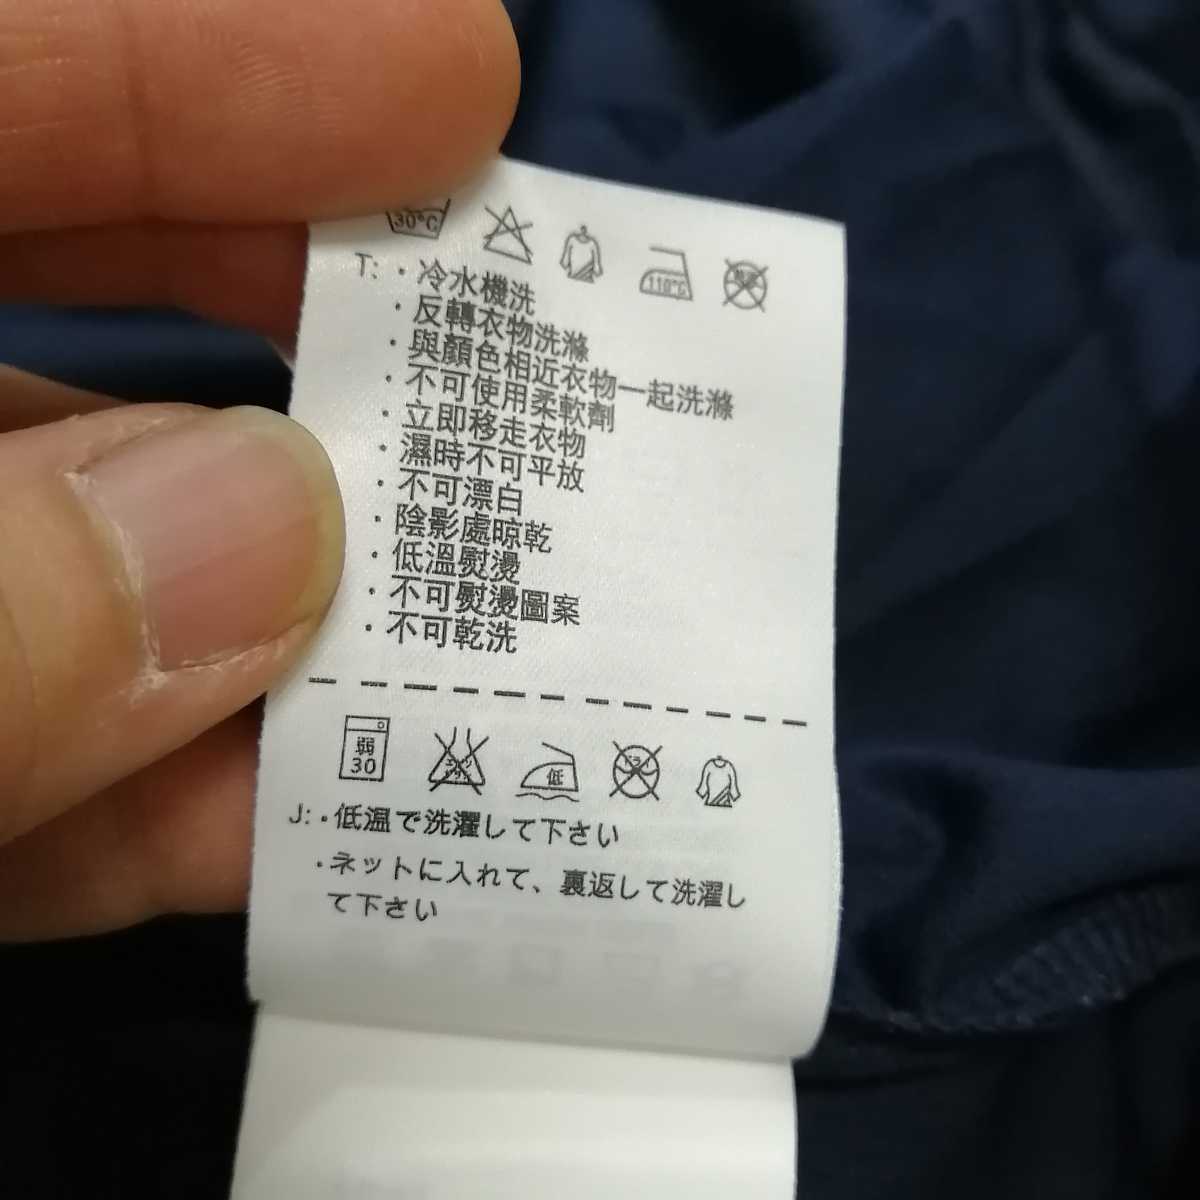 30°C 110°C
T: ·冷水機洗
·反轉衣物洗滌
·與顏色相近衣物一起洗滌
·不可使用柔軟劑
·立即移走衣物
·濕時不可平放
·不可漂白
·陰影處晾乾
·低溫熨燙
·不可熨燙圖案
·不可乾洗
弱 低
30
J: ·低温で洗濯して下さい
·ネットに入れて、裏返して洗濯し
て下さい